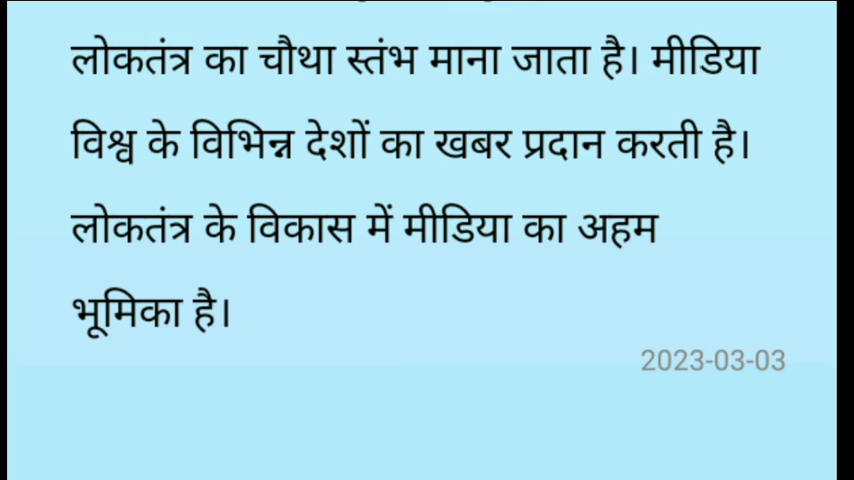 लोकतंत्र का चौथा स्तंभ माना जाता है। मीडिया
विश्व के विभिन्न देशों का खबर प्रदान करती है।
लोकतंत्र के विकास में मीडिया का अहम
भूमिका है।
2023-03-03